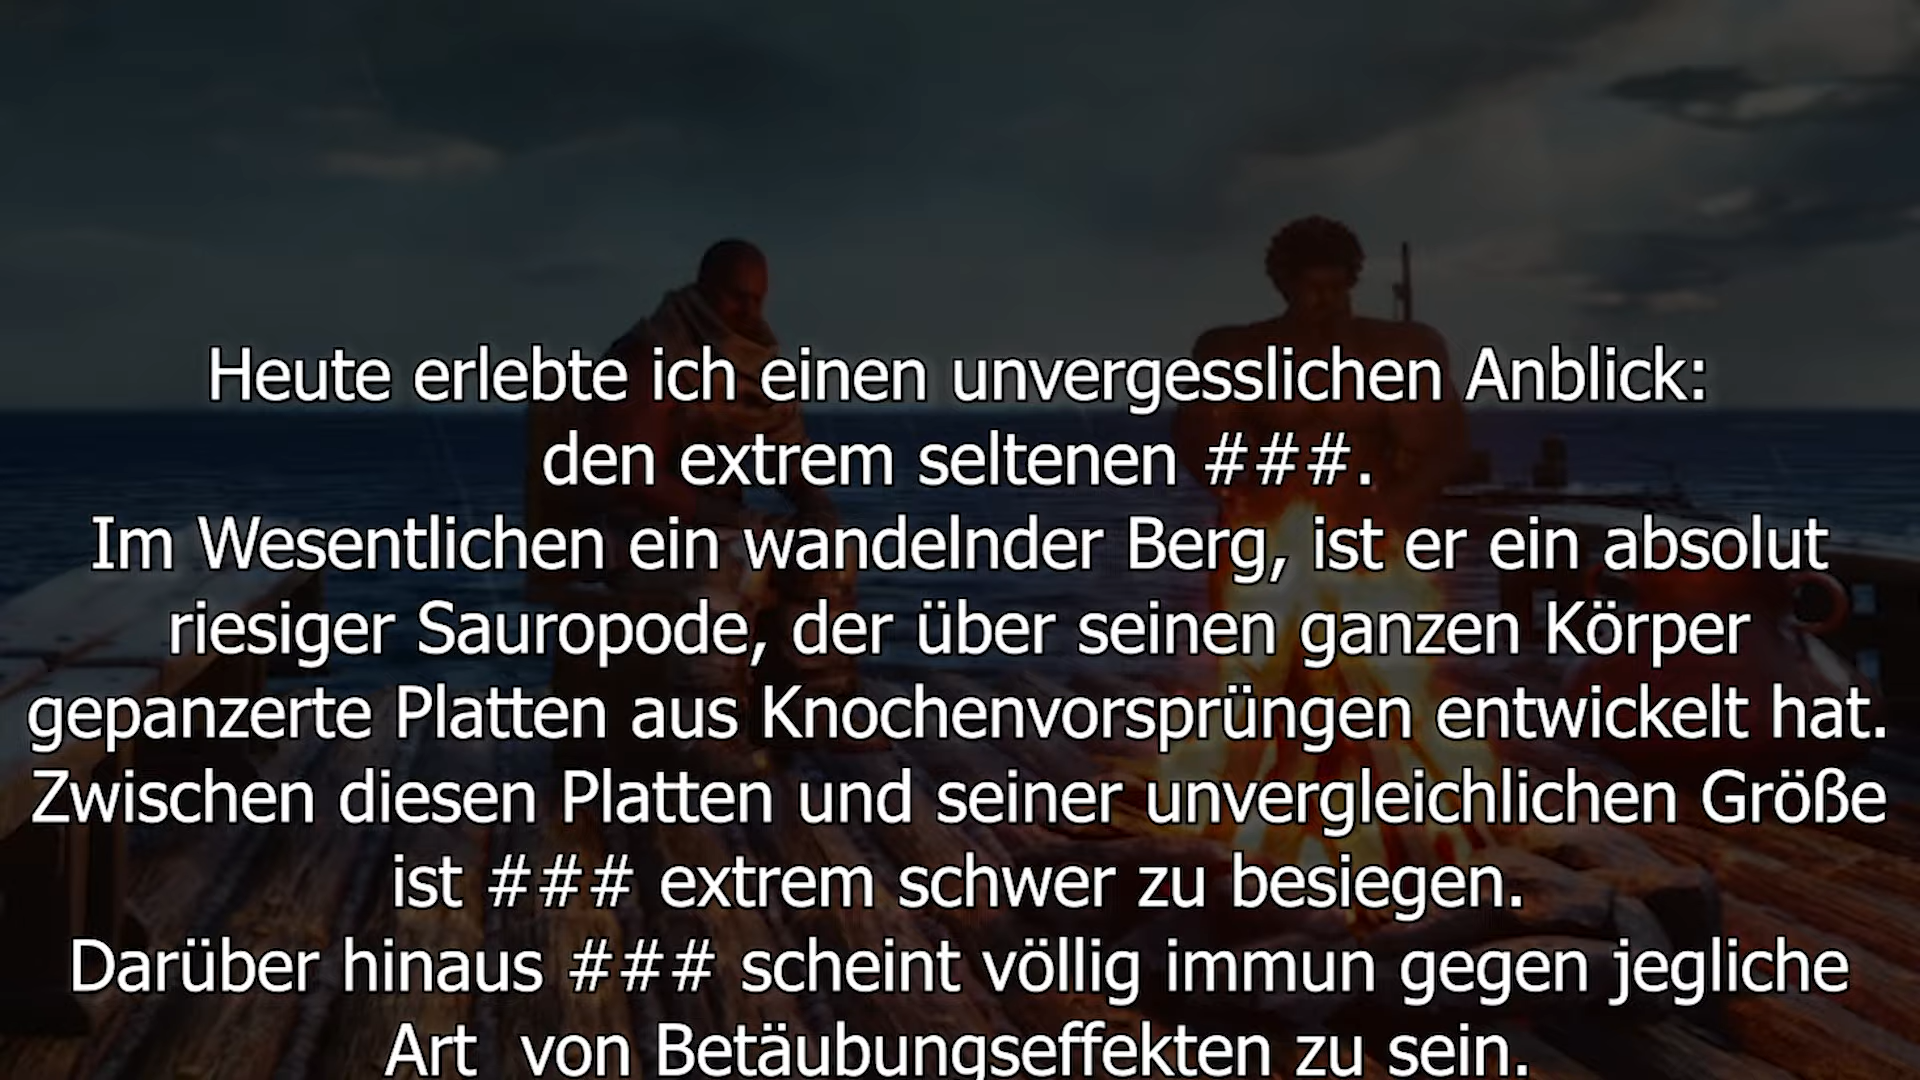 Heute erlebte ich einen unvergesslichen Anblick:
den extrem seltenen ###.
Im Wesentlichen ein wandelnder Berg, ist er ein absolut
riesiger Sauropode, der über seinen ganzen Körper
gepanzerte Platten aus Knochenvorsprüngen entwickelt hat.
Zwischen diesen Platten und seiner unvergleichlichen Größe
ist ### extrem schwer zu besiegen.
Darüber hinaus ### scheint völlig immun gegen jegliche
Art  von Betäubungseffekten zu sein.